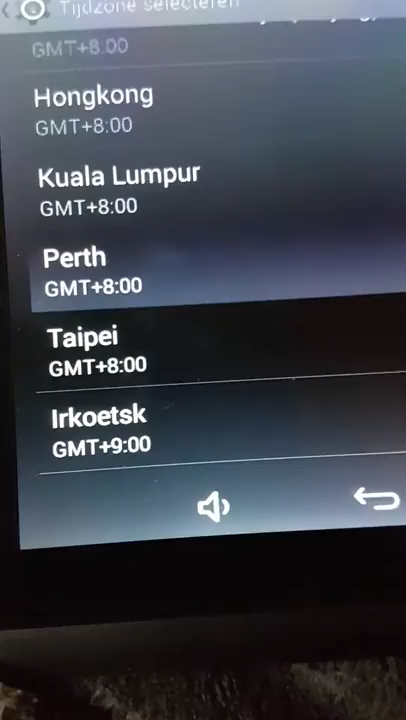 Tijdzone selecteren
GMT+8:00
Hongkong
GMT+8:00
Kuala Lumpur
GMT+8:00
Perth
GMT+8:00
Taipei
GMT+8:00
Irkoetsk
GMT+9:00